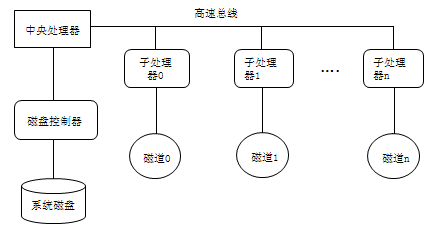 高速总线
中央处理器
子处理
器0
子处理
器1
....
子处理
器n
磁盘控制器
磁道0
磁道1
磁道n
系统磁盘